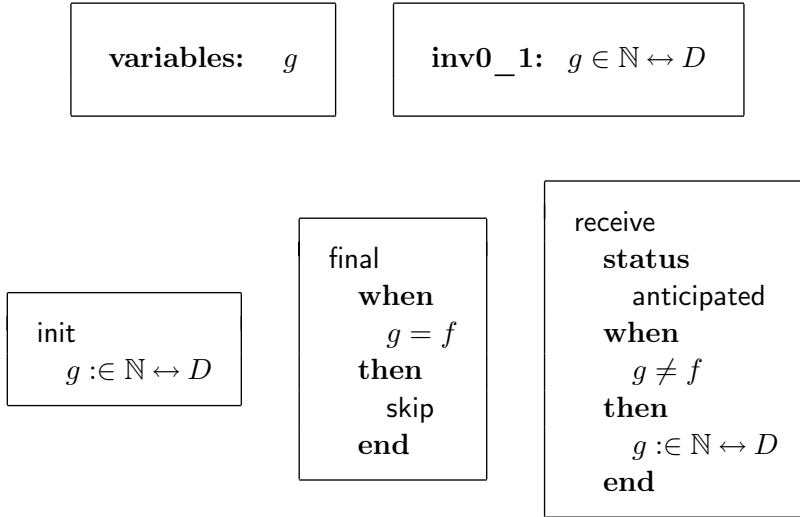 variables: g
inv0_1: g ∈ ℕ ↔ D
init
g :∈ ℕ ↔ D
final
when
g = f
then
skip
end
receive
status
anticipated
when
g ≠ f
then
g :∈ ℕ ↔ D
end